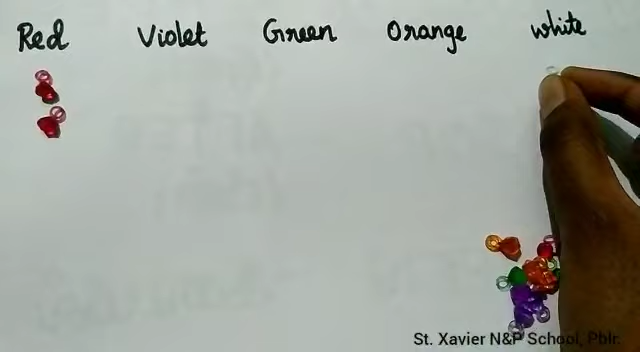 Red Violet Green Orange white
St. Xavier N&P School, Pblr.